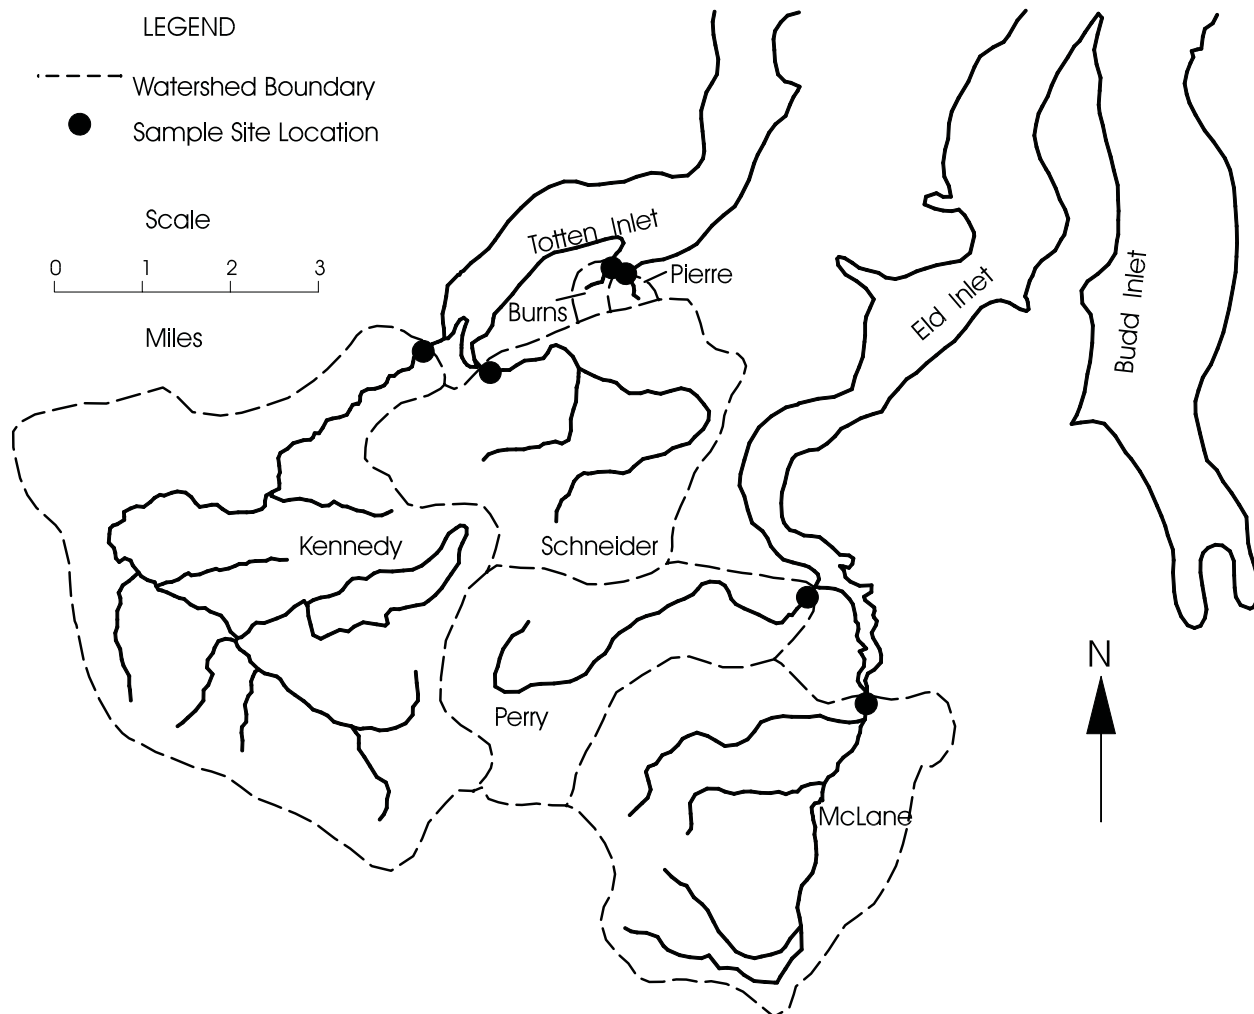 LEGEND
Watershed Boundary
Sample Site Location
Scale
0 1 2 3
Miles
Totten Inlet
Pierre
Burns
Eld Inlet
Budd Inlet
Kennedy
Schneider
Perry
McLane
N